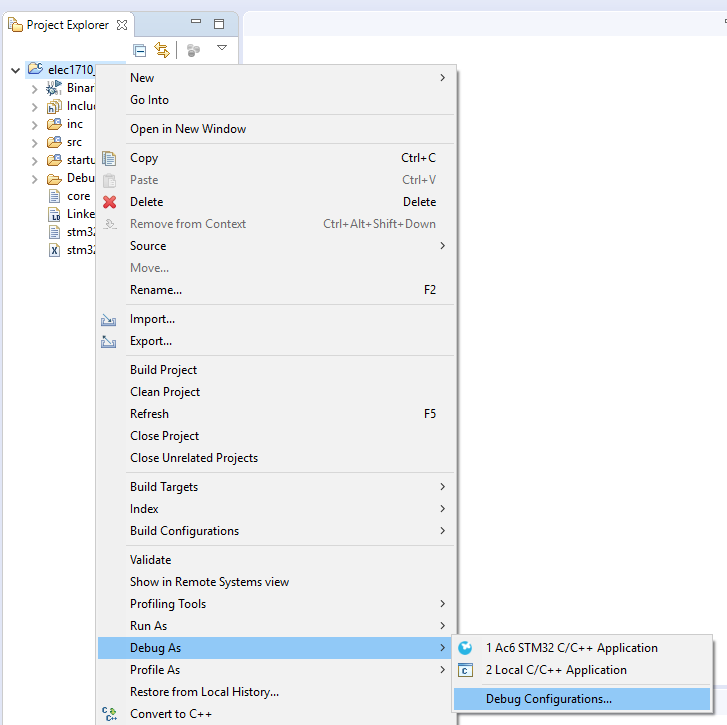 Project Explorer
elec1710_
Binar
Inclu
inc
src
startu
Debu
core
Linke
stm32
stm32
New
Go Into
Open in New Window
Copy Ctrl+C
Paste Ctrl+V
Delete Delete
Remove from Context Ctrl+Alt+Shift+Down
Source
Move...
Rename... F2
Import...
Export...
Build Project
Clean Project
Refresh F5
Close Project
Close Unrelated Projects
Build Targets
Index
Build Configurations
Validate
Show in Remote Systems view
Profiling Tools
Run As
Debug As
Profile As
Restore from Local History...
Convert to C++
1 Ac6 STM32 C/C++ Application
2 Local C/C++ Application
Debug Configurations...